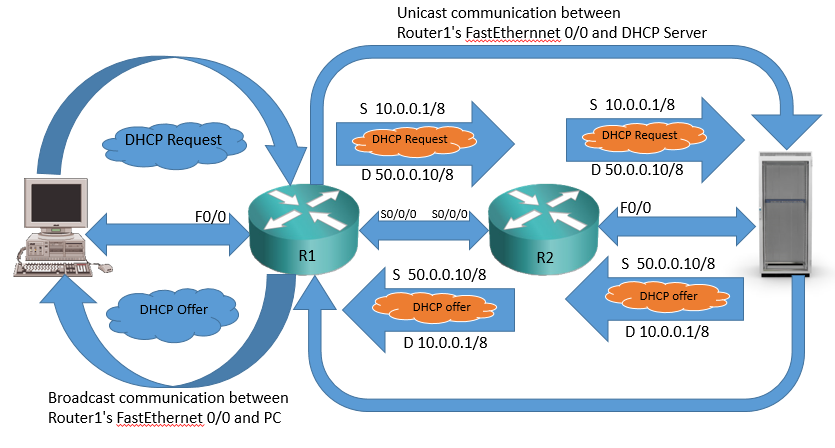 Unicast communication between
Router1's FastEthernnet 0/0 and DHCP Server
S 10.0.0.1/8
S 10.0.0.1/8
DHCP Request
DHCP Request
DHCP Request
D 50.0.0.10/8
D 50.0.0.10/8
F0/0
S0/0/0
S0/0/0
F0/0
R1
R2
S 50.0.0.10/8
S 50.0.0.10/8
DHCP Offer
DHCP offer
DHCP offer
D 10.0.0.1/8
D 10.0.0.1/8
Broadcast communication between
Router1's FastEthernet 0/0 and PC